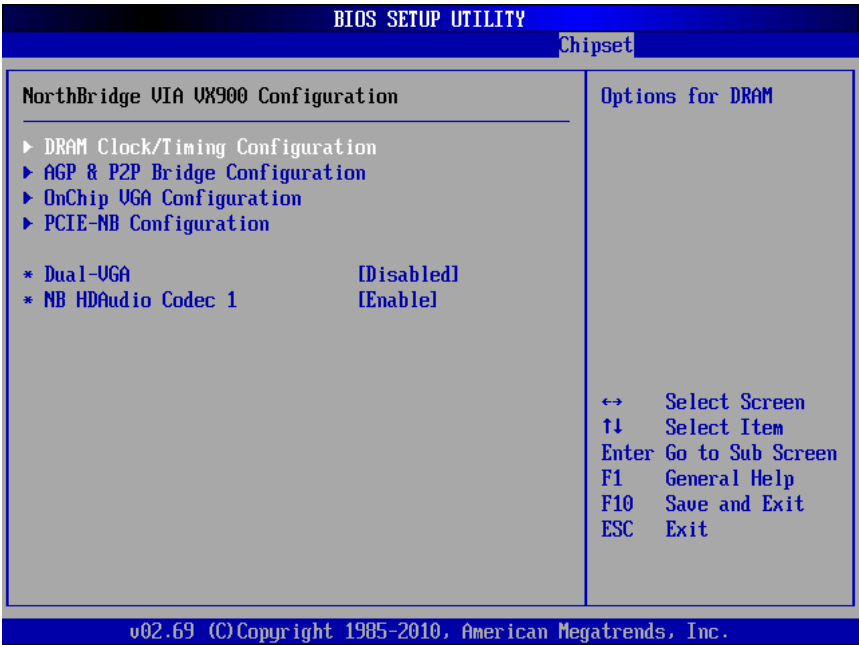 BIOS SETUP UTILITY
Chipset
NorthBridge VIA VX900 Configuration
► DRAM Clock/Timing Configuration
► AGP & P2P Bridge Configuration
► OnChip VGA Configuration
► PCIE-NB Configuration
* Dual-VGA [Disabled]
* NB HDAudio Codec 1 [Enable]
Options for DRAM
↔ Select Screen
↑↓ Select Item
Enter Go to Sub Screen
F1 General Help
F10 Save and Exit
ESC Exit
v02.69 (C)Copyright 1985-2010, American Megatrends, Inc.